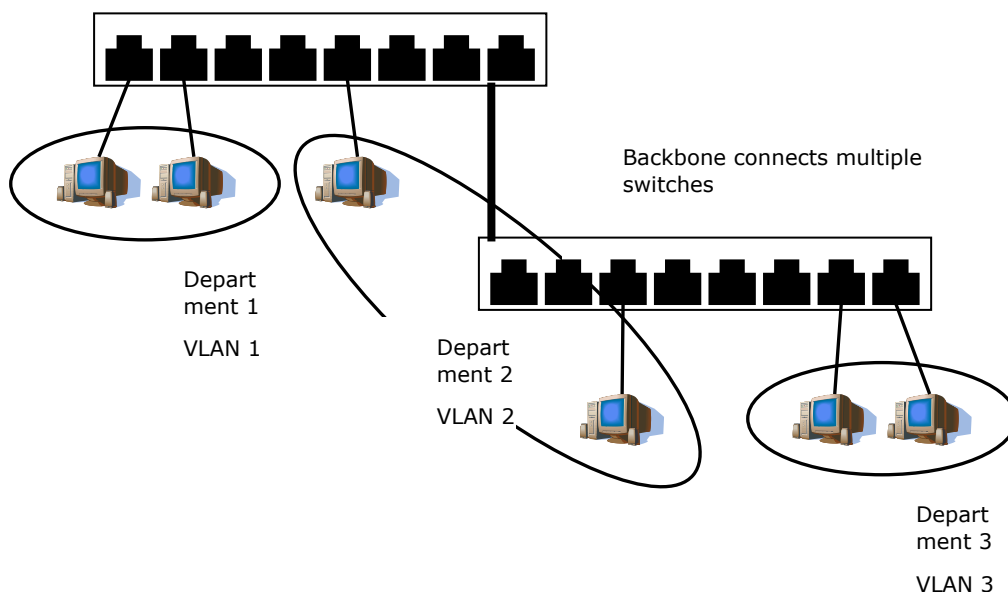 Backbone connects multiple
switches
Depart
ment 1
VLAN 1
Depart
ment 2
VLAN 2
Depart
ment 3
VLAN 3